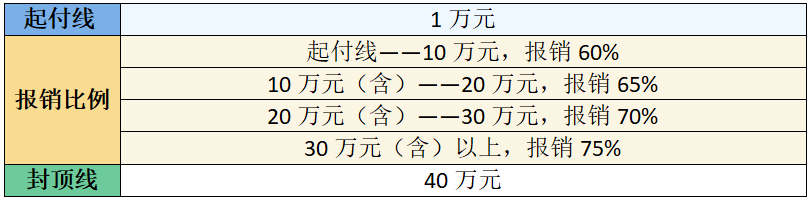 起付线 1 万元
报销比例
起付线——10 万元，报销 60%
10 万元（含）——20 万元，报销 65%
20 万元（含）——30 万元，报销 70%
30 万元（含）以上，报销 75%
封顶线 40 万元